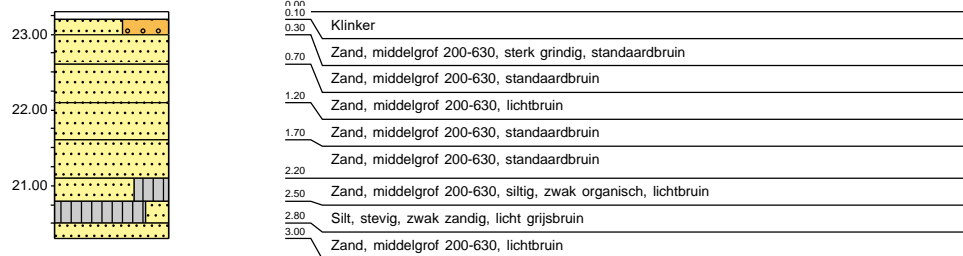 0.00
0.10
Klinker
23.00
0.30
Zand, middelgrof 200-630, sterk grindig, standaardbruin
0.70
Zand, middelgrof 200-630, standaardbruin
22.00
1.20
Zand, middelgrof 200-630, lichtbruin
1.70
Zand, middelgrof 200-630, standaardbruin
Zand, middelgrof 200-630, standaardbruin
2.20
21.00
2.50
Zand, middelgrof 200-630, siltig, zwak organisch, lichtbruin
2.80
Silt, stevig, zwak zandig, licht grijsbruin
3.00
Zand, middelgrof 200-630, lichtbruin